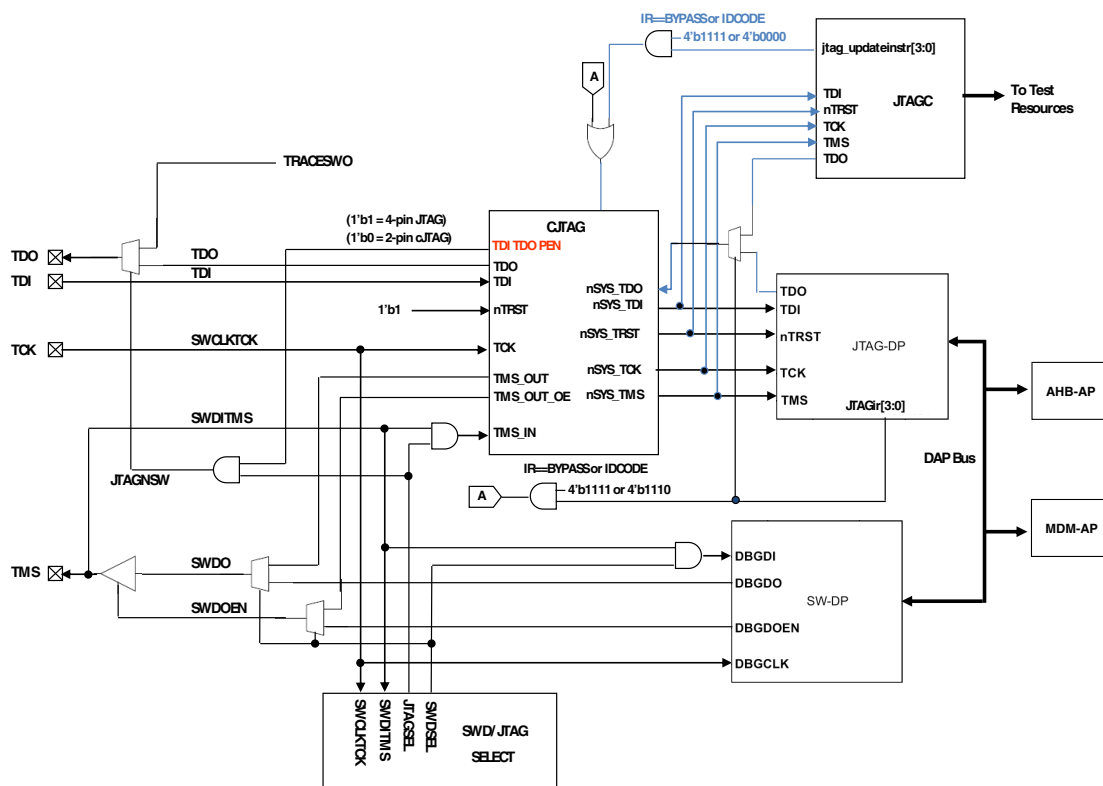 IR==BYPASS or IDCODE
4'b1111 or 4'b0000
jtag_updateinstr[3:0]
A
TDI
nTRST
TCK
TMS
TDO
JTAGC
To Test
Resources
TRACESWO
(1'b1 = 4-pin JTAG)
(1'b0 = 2-pin cJTAG)
CJTAG
TDI TDO PEN
TDO
TDI
nTRST
TCK
TMS_OUT
TMS_OUT_OE
TMS_IN
nSYS_TDO
nSYS_TDI
nSYS_TRST
nSYS_TCK
nSYS_TMS
TDO
TDO
TDI
TDI
1'b1
TCK
SWCLKTCK
SWDITMS
JTAGNSW
TDO
TDI
nTRST
TCK
TMS
JTAG-DP
JTAGir[3:0]
AHB-AP
DAP Bus
MDM-AP
IR==BYPASS or IDCODE
4'b1111 or 4'b1110
A
TMS
SWDO
SWDOEN
DBGDI
DBGDO
DBGDOEN
DBGCLK
SW-DP
SWCLKTCK
SWDITMS
JTAGSEL
SWDSEL
SWD/JTAG
SELECT